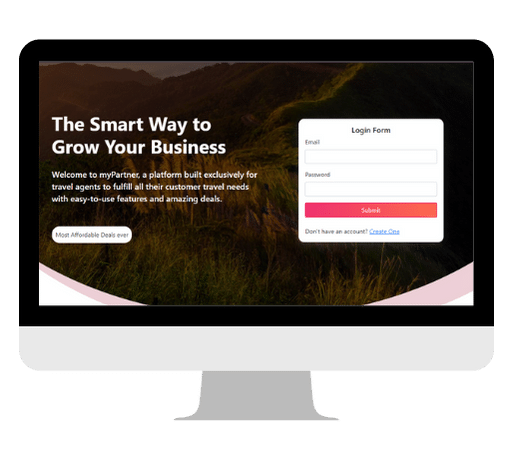 The Smart Way to
Grow Your Business
Welcome to myPartner, a platform built exclusively for
travel agents to fulfill all their customer travel needs
with easy-to-use features and amazing deals.
Most Affordable Deals ever
Login Form
Email
Password
Submit
Don't have an account? Create One